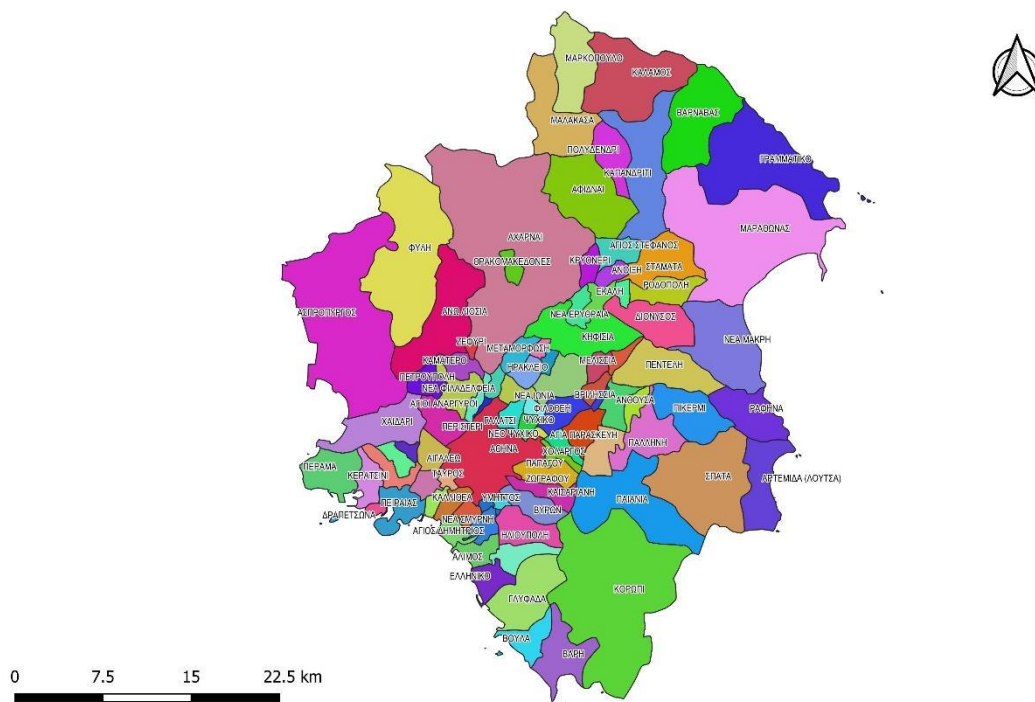 ΜΑΡΚΟΠΟΥΛΟ
ΚΑΛΑΜΟΣ
ΒΑΡΝΑΒΑΣ
ΜΑΛΑΚΑΣΑ
ΠΟΛΥΔΕΝΔΡΙ
ΓΡΑΜΜΑΤΙΚΟ
ΚΑΠΑΝΔΡΙΤΙ
ΑΦΙΔΝΑΙ
ΜΑΡΑΘΩΝΑΣ
ΑΧΑΡΝΑΙ
ΑΓΙΟΣ ΣΤΕΦΑΝΟΣ
ΦΥΛΗ
ΘΡΑΚΟΜΑΚΕΔΟΝΕΣ
ΚΡΥΟΝΕΡΙ
ΑΝΟΙΞΗ
ΣΤΑΜΑΤΑ
ΡΟΔΟΠΟΛΗ
ΕΚΑΛΗ
ΑΣΠΡΟΠΥΡΓΟΣ
ΑΝΩ ΛΙΟΣΙΑ
ΝΕΑ ΕΡΥΘΡΑΙΑ
ΔΙΟΝΥΣΟΣ
ΚΗΦΙΣΙΑ
ΝΕΑ ΜΑΚΡΗ
ΖΕΦΥΡΙ
ΜΕΤΑΜΟΡΦΩΣΗ
ΚΑΜΑΤΕΡΟ
ΗΡΑΚΛΕΙΟ
ΜΕΛΙΣΣΙΑ
ΠΕΝΤΕΛΗ
ΠΕΤΡΟΥΠΟΛΗ
ΝΕΑ ΦΙΛΑΔΕΛΦΕΙΑ
ΝΕΑ ΙΩΝΙΑ
ΒΡΙΛΗΣΣΙΑ
ΑΝΘΟΥΣΑ
ΑΓΙΟΙ ΑΝΑΡΓΥΡΟΙ
ΦΙΛΟΘΕΗ
ΠΙΚΕΡΜΙ
ΡΑΦΗΝΑ
ΧΑΙΔΑΡΙ
ΠΕΡΙΣΤΕΡΙ
ΓΑΛΑΤΣΙ
ΨΥΧΙΚΟ
ΝΕΟ ΨΥΧΙΚΟ
ΑΓΙΑ ΠΑΡΑΣΚΕΥΗ
ΠΑΛΛΗΝΗ
ΑΘΗΝΑ
ΧΟΛΑΡΓΟΣ
ΑΙΓΑΛΕΩ
ΠΑΠΑΓΟΥ
ΠΕΡΑΜΑ
ΚΕΡΑΤΣΙΝΙ
ΤΑΥΡΟΣ
ΖΩΓΡΑΦΟΥ
ΣΠΑΤΑ
ΑΡΤΕΜΙΔΑ (ΛΟΥΤΣΑ)
ΚΑΙΣΑΡΙΑΝΗ
ΠΑΙΑΝΙΑ
ΠΕΙΡΑΙΑΣ
ΚΑΛΛΙΘΕΑ
ΥΜΗΤΤΟΣ
ΔΡΑΠΕΤΣΩΝΑ
ΒΥΡΩΝ
ΝΕΑ ΣΜΥΡΝΗ
ΑΓΙΟΣ ΔΗΜΗΤΡΙΟΣ
ΗΛΙΟΥΠΟΛΗ
ΑΛΙΜΟΣ
ΕΛΛΗΝΙΚΟ
ΚΟΡΩΠΙ
ΓΛΥΦΑΔΑ
ΒΟΥΛΑ
ΒΑΡΗ
0 7.5 15 22.5 km